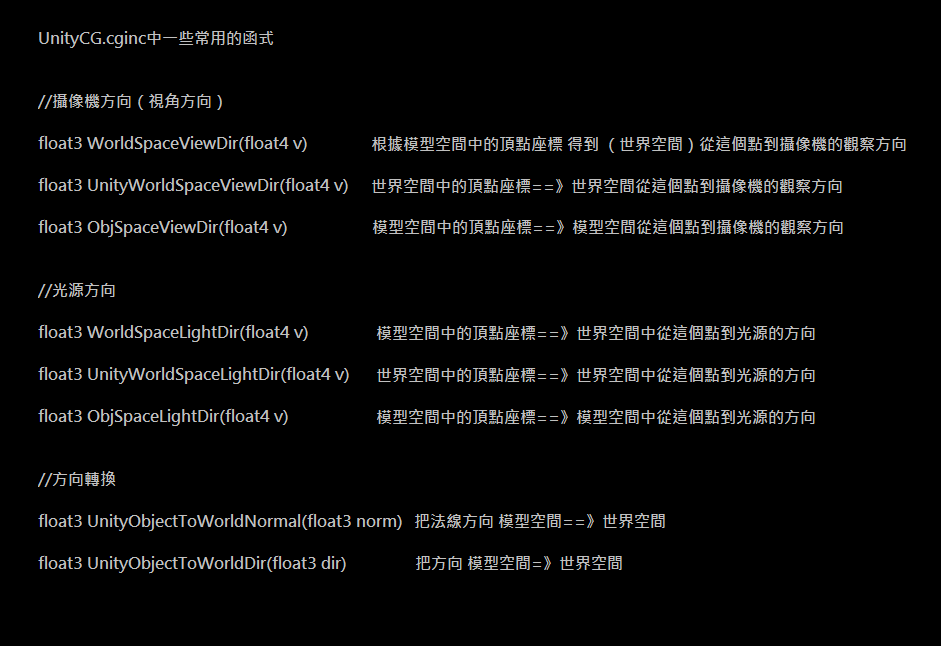 UnityCG.cginc中一些常用的函式
//攝像機方向 ( 視角方向 )
float3 WorldSpaceViewDir(float4 v) 根據模型空間中的頂點座標 得到 ( 世界空間 ) 從這個點到攝像機的觀察方向
float3 UnityWorldSpaceViewDir(float4 v) 世界空間中的頂點座標==》世界空間從這個點到攝像機的觀察方向
float3 ObjSpaceViewDir(float4 v) 模型空間中的頂點座標==》模型空間從這個點到攝像機的觀察方向
//光源方向
float3 WorldSpaceLightDir(float4 v) 模型空間中的頂點座標==》世界空間中從這個點到光源的方向
float3 UnityWorldSpaceLightDir(float4 v) 世界空間中的頂點座標==》世界空間中從這個點到光源的方向
float3 ObjSpaceLightDir(float4 v) 模型空間中的頂點座標==》模型空間中從這個點到光源的方向
//方向轉換
float3 UnityObjectToWorldNormal(float3 norm) 把法線方向 模型空間==》世界空間
float3 UnityObjectToWorldDir(float3 dir) 把方向 模型空間=》世界空間